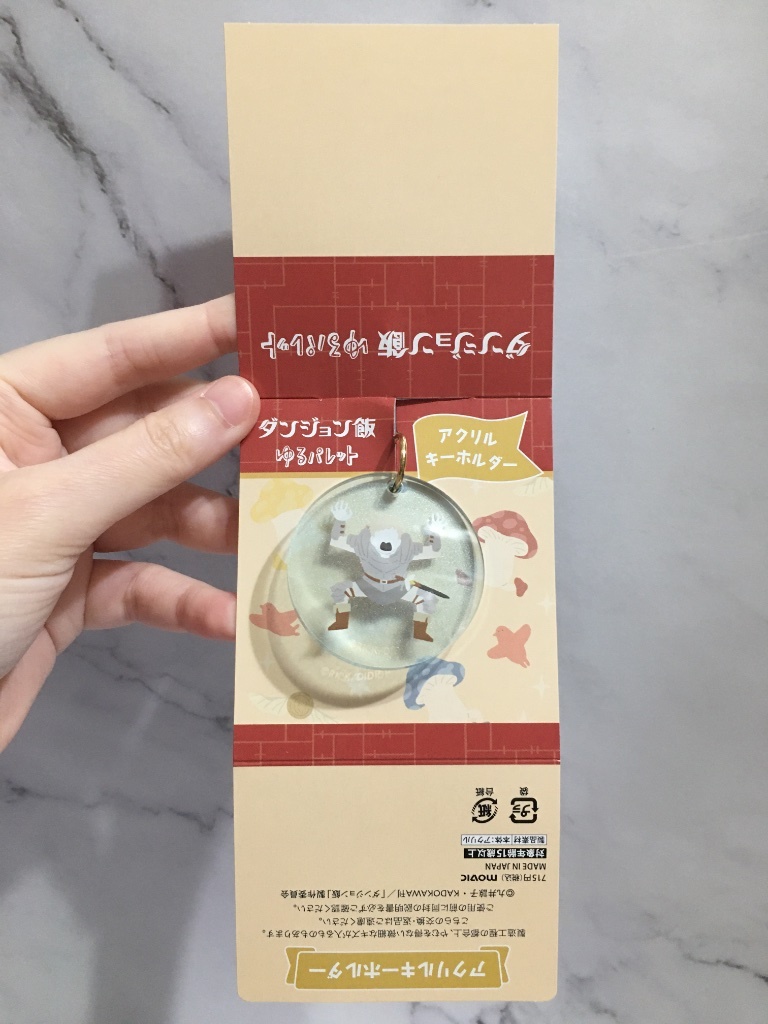 ダンジョン飯 ゆるパレット
ダンジョン飯
ゆるパレット
アクリル
キーホルダー
アクリルキーホルダー
製造工程の都合上、やむを得ない微細なキズが入るものもあります。
こちらの交換・返品はご遠慮ください。
ご使用の前に同封の説明書を必ずご確認ください。
©九井諒子・KADOKAWA刊/「ダンジョン飯」製作委員会
715円(税込) movic
MADE IN JAPAN
対象年齢15歳以上
製品素材 本体:アクリル
プラ 袋
紙 台紙